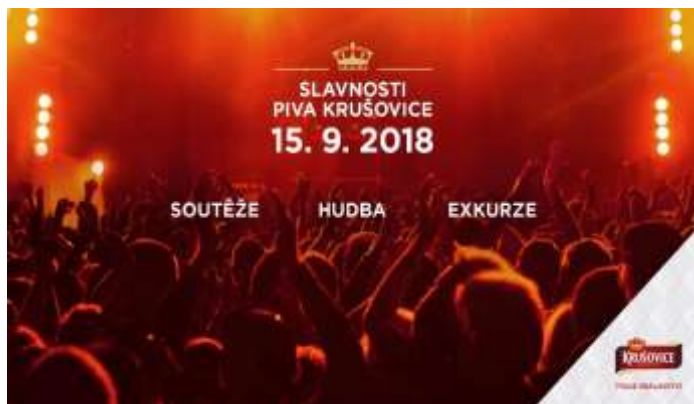 SLAVNOSTI
PIVA KRUŠOVICE
15. 9. 2018
SOUTĚŽE HUDBA EXKURZE
KRUŠOVICE